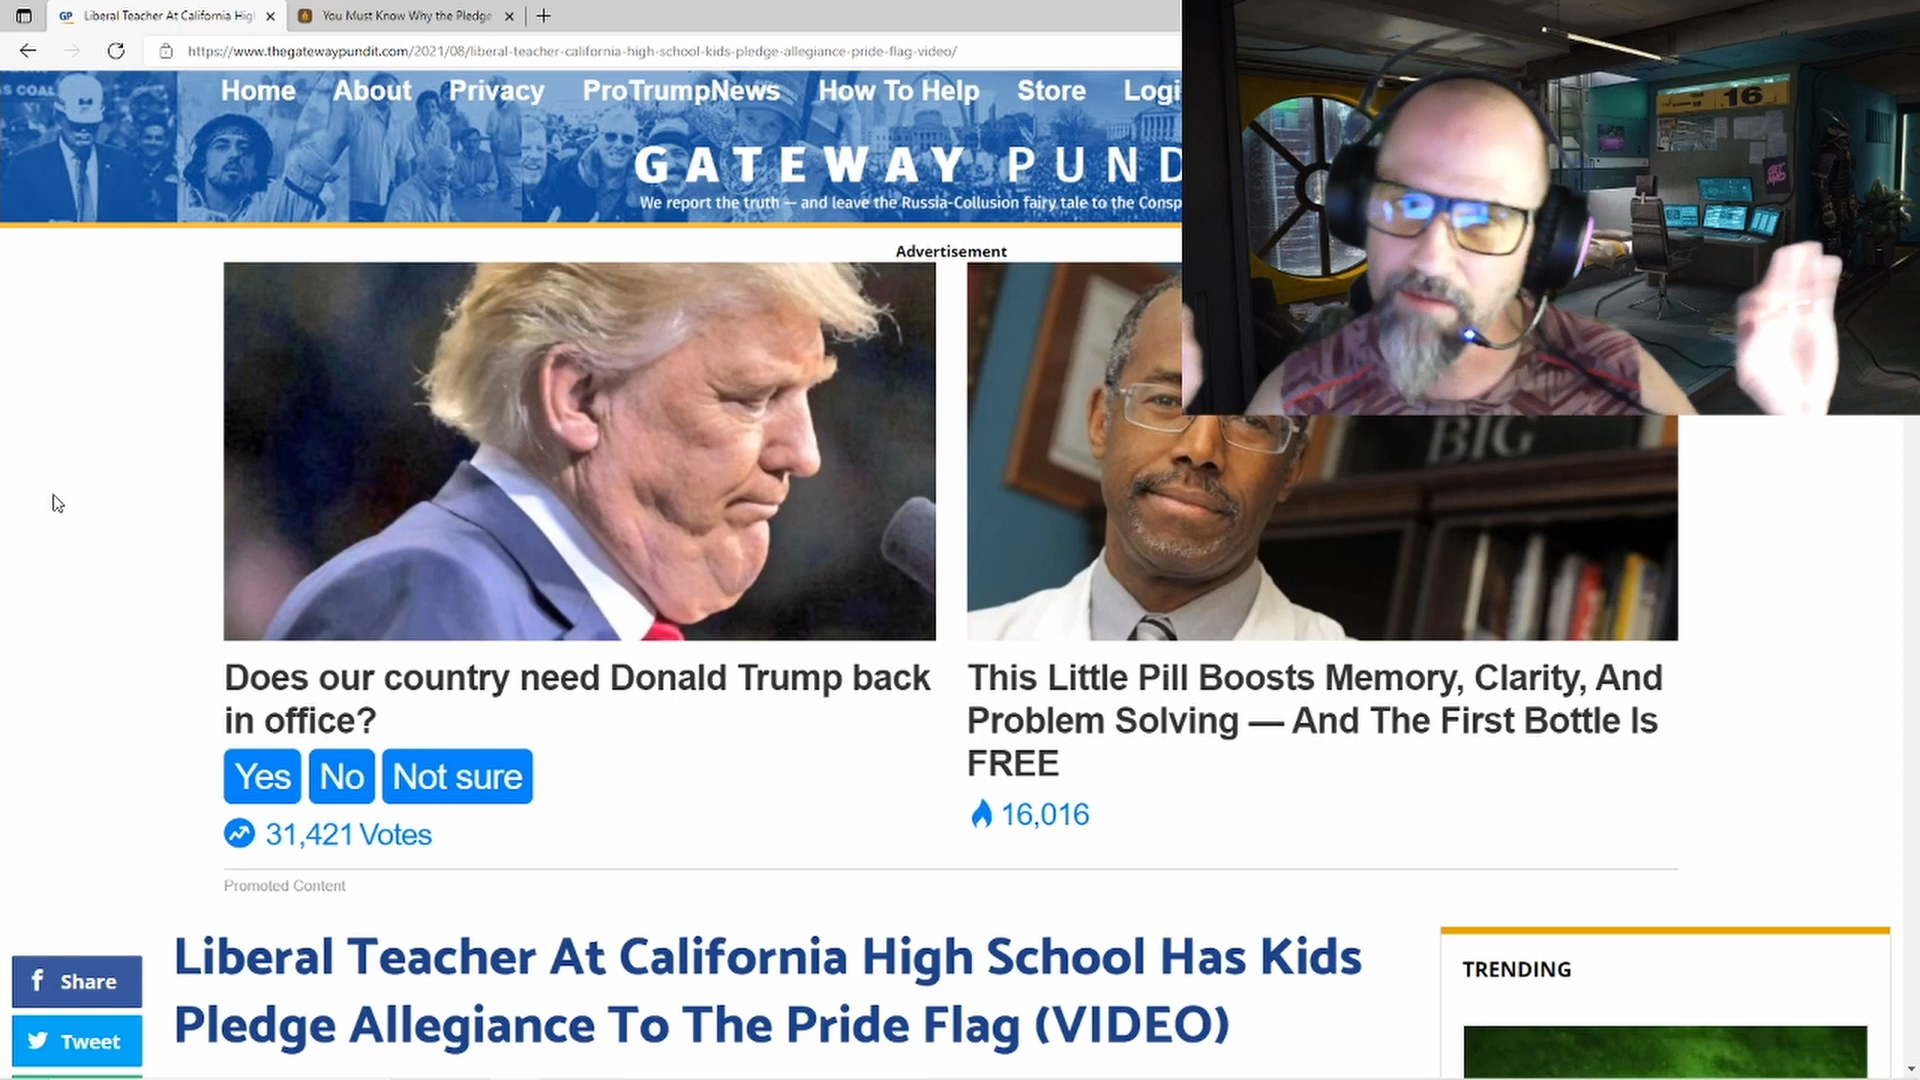 GP Liberal Teacher At California Hig
You Must Know Why the Pledge
https://www.thegatewaypundit.com/2021/08/liberal-teacher-california-high-school-kids-pledge-allegiance-pride-flag-video/
S COAL
Home About Privacy ProTrumpNews How To Help Store Logi
GATEWAY PUND
We report the truth — and leave the Russia-Collusion fairy tale to the Consp
16
Advertisement
BIG
Does our country need Donald Trump back
in office?
Yes No Not sure
31,421 Votes
This Little Pill Boosts Memory, Clarity, And
Problem Solving — And The First Bottle Is
FREE
16,016
Promoted Content
Liberal Teacher At California High School Has Kids
Pledge Allegiance To The Pride Flag (VIDEO)
Share
Tweet
TRENDING